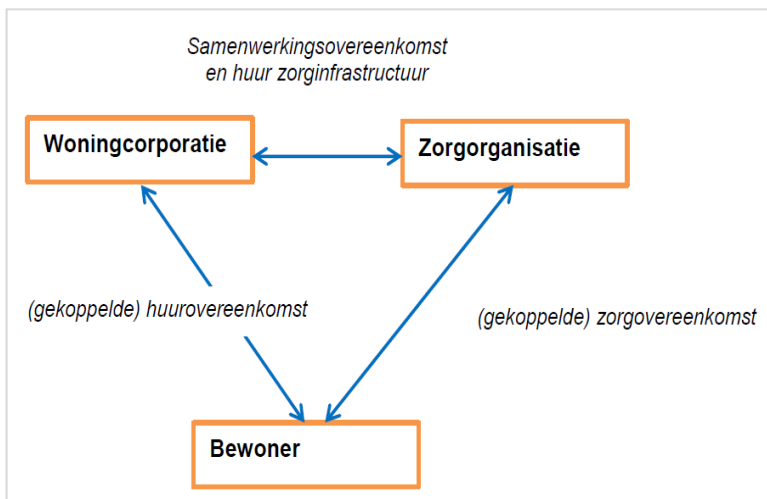 Samenwerkingsovereenkomst
en huur zorginfrastructuur
Woningcorporatie
Zorgorganisatie
(gekoppelde) huurovereenkomst
(gekoppelde) zorgovereenkomst
Bewoner